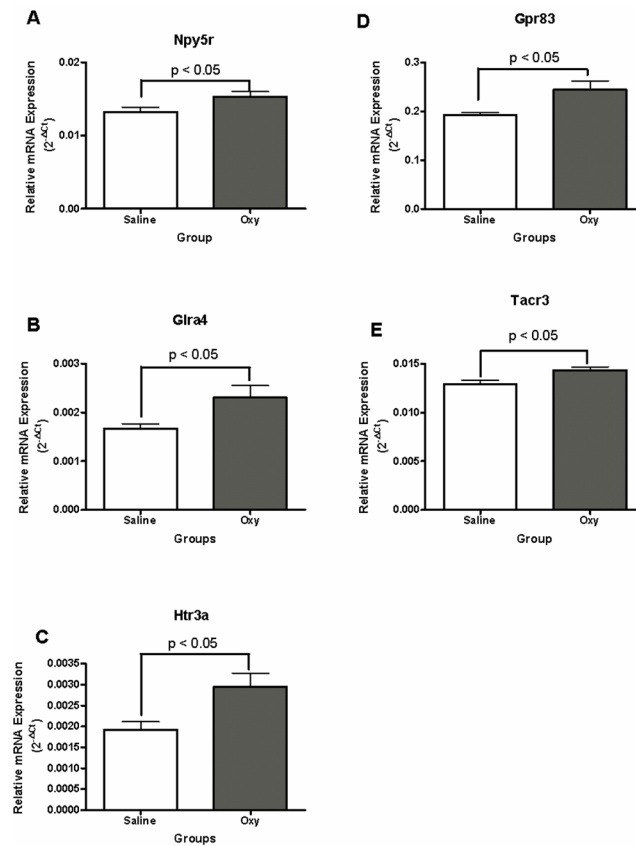 A
Npy5r
p < 0.05
0.02
0.01
0.00
Relative mRNA Expression
(2^-ΔCt)
Saline Oxy
Group
B
Glra4
p < 0.05
0.003
0.002
0.001
0.000
Relative mRNA Expression
(2^-ΔCt)
Saline Oxy
Groups
C
Htr3a
p < 0.05
0.0035
0.0030
0.0025
0.0020
0.0015
0.0010
0.0005
0.0000
Relative mRNA Expression
(2^-ΔCt)
Saline Oxy
Groups
D
Gpr83
p < 0.05
0.3
0.2
0.1
0.0
Relative mRNA Expression
(2^-ΔCt)
Saline Oxy
Groups
E
Tacr3
p < 0.05
0.015
0.010
0.005
0.000
Relative mRNA Expression
(2^-ΔCt)
Saline Oxy
Group